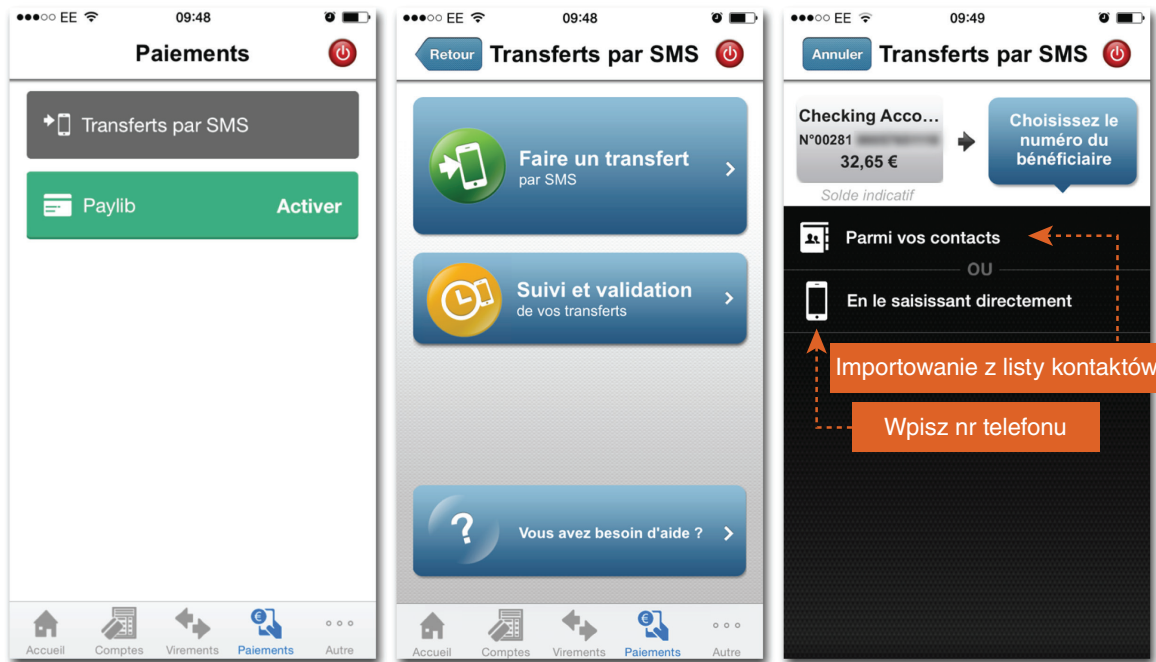 EE 09:48
Paiements
Transferts par SMS
Paylib Activer
Accueil Comptes Virements Paiements Autre
EE 09:48
Retour Transferts par SMS
Faire un transfert
par SMS
Suivi et validation
de vos transferts
Vous avez besoin d'aide ?
Accueil Comptes Virements Paiements Autre
EE 09:49
Annuler Transferts par SMS
Checking Acco...
N°00281
32,65 €
Solde indicatif
Choisissez le
numéro du
bénéficiaire
Parmi vos contacts
OU
En le saisissant directement
Importowanie z listy kontaktów
Wpisz nr telefonu